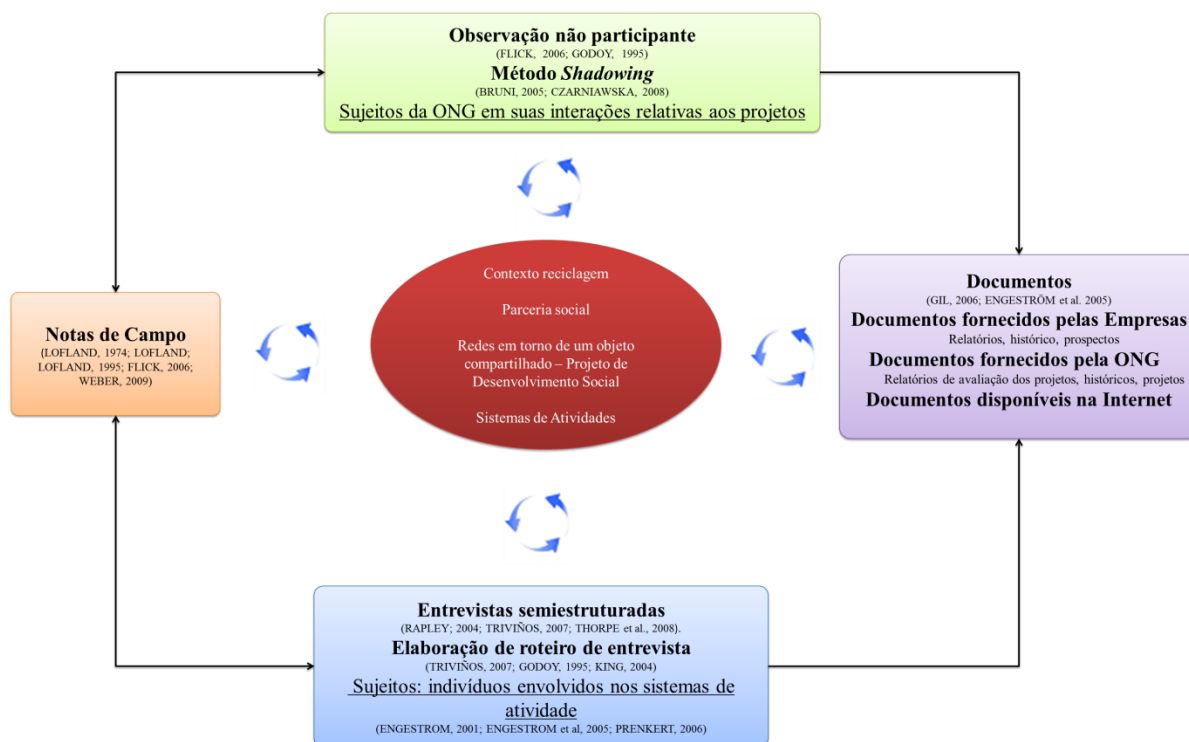 Observação não participante
(FLICK, 2006; GODOY, 1995)
Método Shadowing
(BRUNI, 2005; CZARNIAWSKA, 2008)
Sujeitos da ONG em suas interações relativas aos projetos
Contexto reciclagem
Parceria social
Redes em torno de um objeto
compartilhado – Projeto de
Desenvolvimento Social
Sistemas de Atividades
Notas de Campo
(LOFLAND, 1974; LOFLAND;
LOFLAND, 1995; FLICK, 2006;
WEBER, 2009)
Documentos
(GIL, 2006; ENGESTRÖM et al. 2005)
Documentos fornecidos pelas Empresas
Relatórios, histórico, prospectos
Documentos fornecidos pela ONG
Relatórios de avaliação dos projetos, históricos, projetos
Documentos disponíveis na Internet
Entrevistas semiestruturadas
(RAPLEY; 2004; TRIVIÑOS, 2007; THORPE et al., 2008).
Elaboração de roteiro de entrevista
(TRIVIÑOS, 2007; GODOY, 1995; KING, 2004)
Sujeitos: indivíduos envolvidos nos sistemas de
atividade
(ENGESTROM, 2001; ENGESTROM et al, 2005; PRENKERT, 2006)